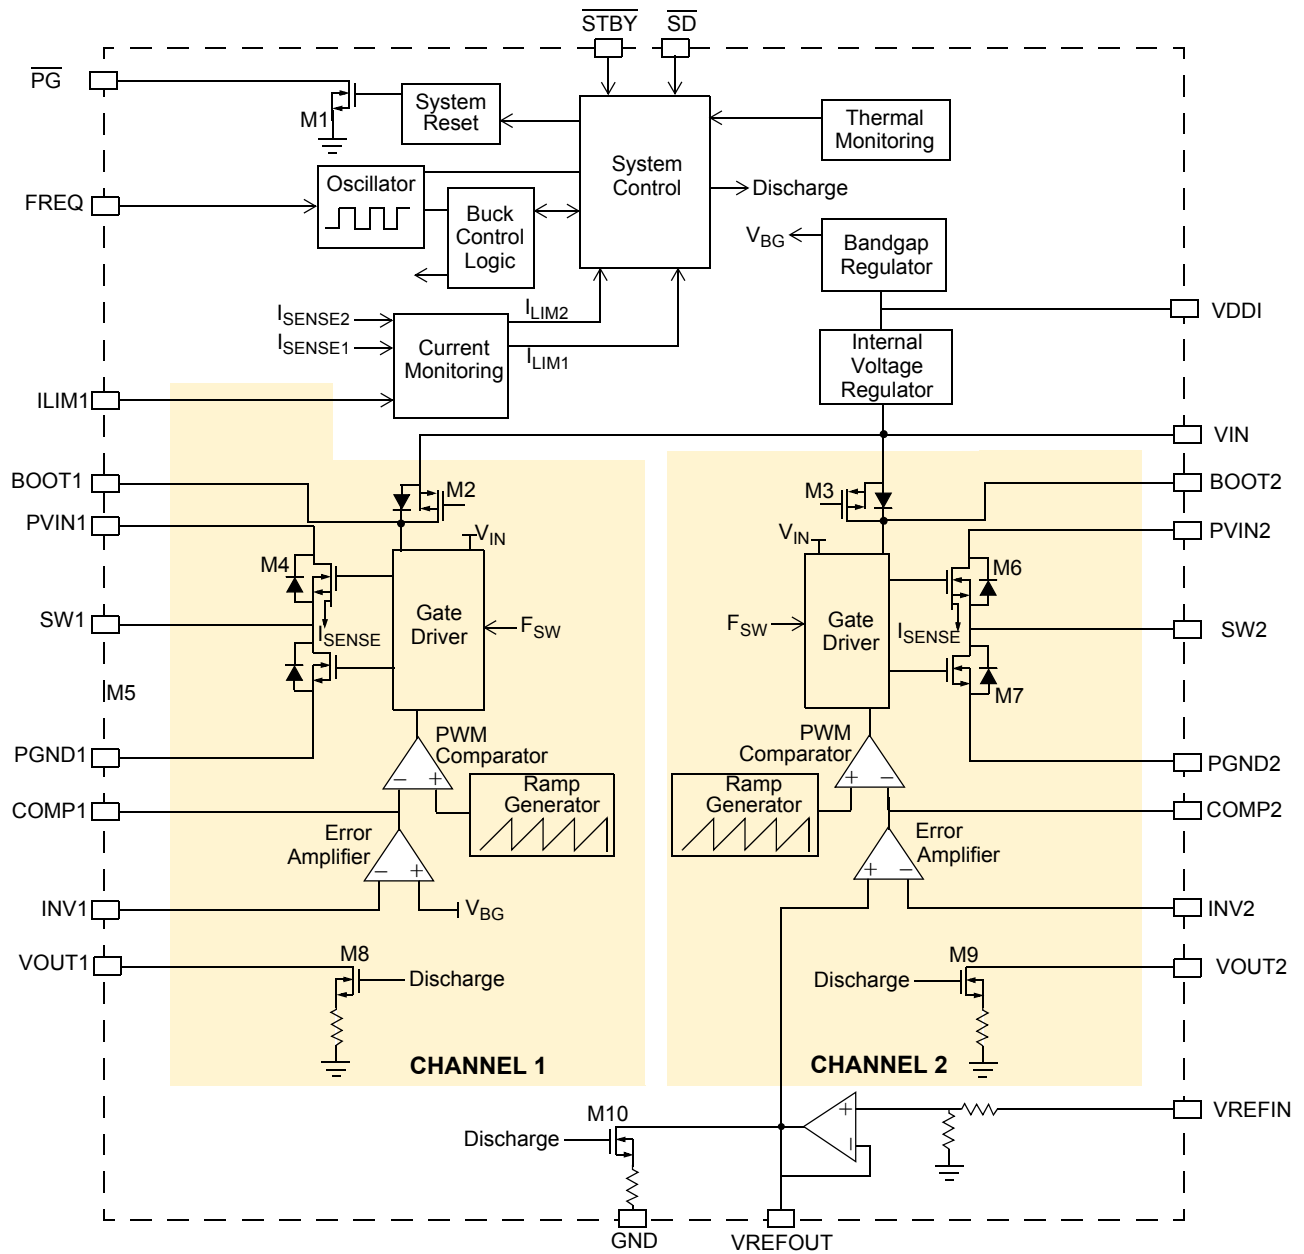 STBY
SD
PG
M1
System
Reset
System
Control
Thermal
Monitoring
FREQ
Oscillator
Buck
Control
Logic
Discharge
VBG
Bandgap
Regulator
ISENSE2
ISENSE1
ILIM2
ILIM1
Current
Monitoring
VDDI
Internal
Voltage
Regulator
ILIM1
VIN
BOOT1
M2
M3
BOOT2
PVIN1
VIN
VIN
PVIN2
M4
M6
SW1
ISENSE
Gate
Driver
FSW
FSW
Gate
Driver
ISENSE
SW2
M5
M7
PGND1
PWM
Comparator
PWM
Comparator
PGND2
COMP1
Ramp
Generator
Ramp
Generator
COMP2
Error
Amplifier
Error
Amplifier
INV1
VBG
INV2
VOUT1
M8
Discharge
Discharge
M9
VOUT2
CHANNEL 1
CHANNEL 2
M10
Discharge
VREFIN
GND
VREFOUT